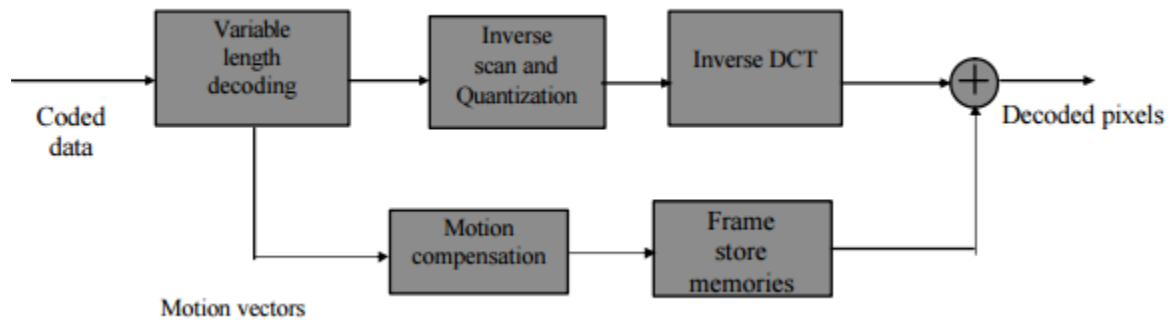 Variable
length
decoding
Inverse
scan and
Quantization
Inverse DCT
+
Coded
data
Decoded pixels
Motion
compensation
Frame
store
memories
Motion vectors